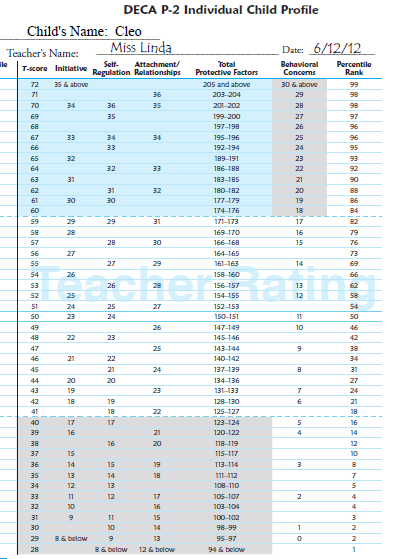 DECA P-2 Individual Child Profile
Child's Name: Cleo
Teacher's Name: Miss Linda Date: 6/12/12
ile T-score Initiative Self-Regulation Attachment/Relationships Total Protective Factors Behavioral Concerns Percentile Rank
72 35 & above 205 and above 30 & above 99
71 36 203–204 29 98
70 34 36 35 201–202 28 98
69 35 199–200 27 97
68 197–198 26 96
67 33 34 34 195–196 25 96
66 33 192–194 24 95
65 32 189–191 23 93
64 32 33 186–188 22 92
63 31 183–185 21 90
62 31 32 180–182 20 88
61 30 30 177–179 19 86
60 174–176 18 84
59 29 29 31 171–173 17 82
58 28 169–170 16 79
57 28 30 166–168 15 76
56 27 164–165 73
55 27 29 161–163 14 69
54 26 158–160 66
Teacher Rating
53 26 28 156–157 13 62
52 25 154–155 12 58
51 24 25 27 152–153 54
50 23 24 150–151 11 50
49 26 147–149 10 46
48 22 23 145–146 42
47 25 143–144 9 38
46 21 22 140–142 34
45 21 24 137–139 8 31
44 20 20 134–136 27
43 19 23 131–133 7 24
42 18 19 128–130 6 21
41 18 22 125–127 18
40 17 17 123–124 5 16
39 16 21 120–122 4 14
38 16 20 118–119 12
37 15 115–117 10
36 14 15 19 113–114 3 8
35 13 14 18 111–112 7
34 12 13 108–110 5
33 11 12 17 105–107 2 4
32 10 16 103–104 4
31 9 11 15 100–102 3
30 10 14 98–99 1 2
29 8 & below 9 13 95–97 0 2
28 8 & below 12 & below 94 & below 1